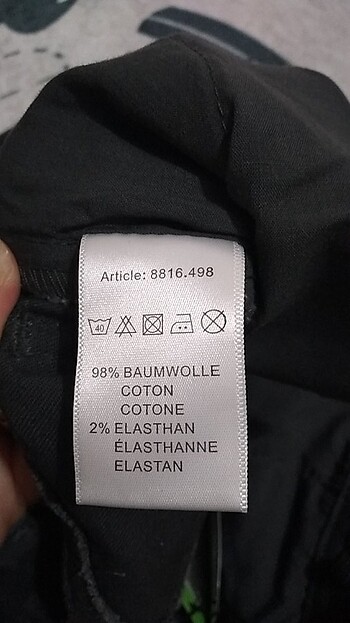 Article: 8816.498
40
98% BAUMWOLLE
COTON
COTONE
2% ELASTHAN
ÉLASTHANNE
ELASTAN